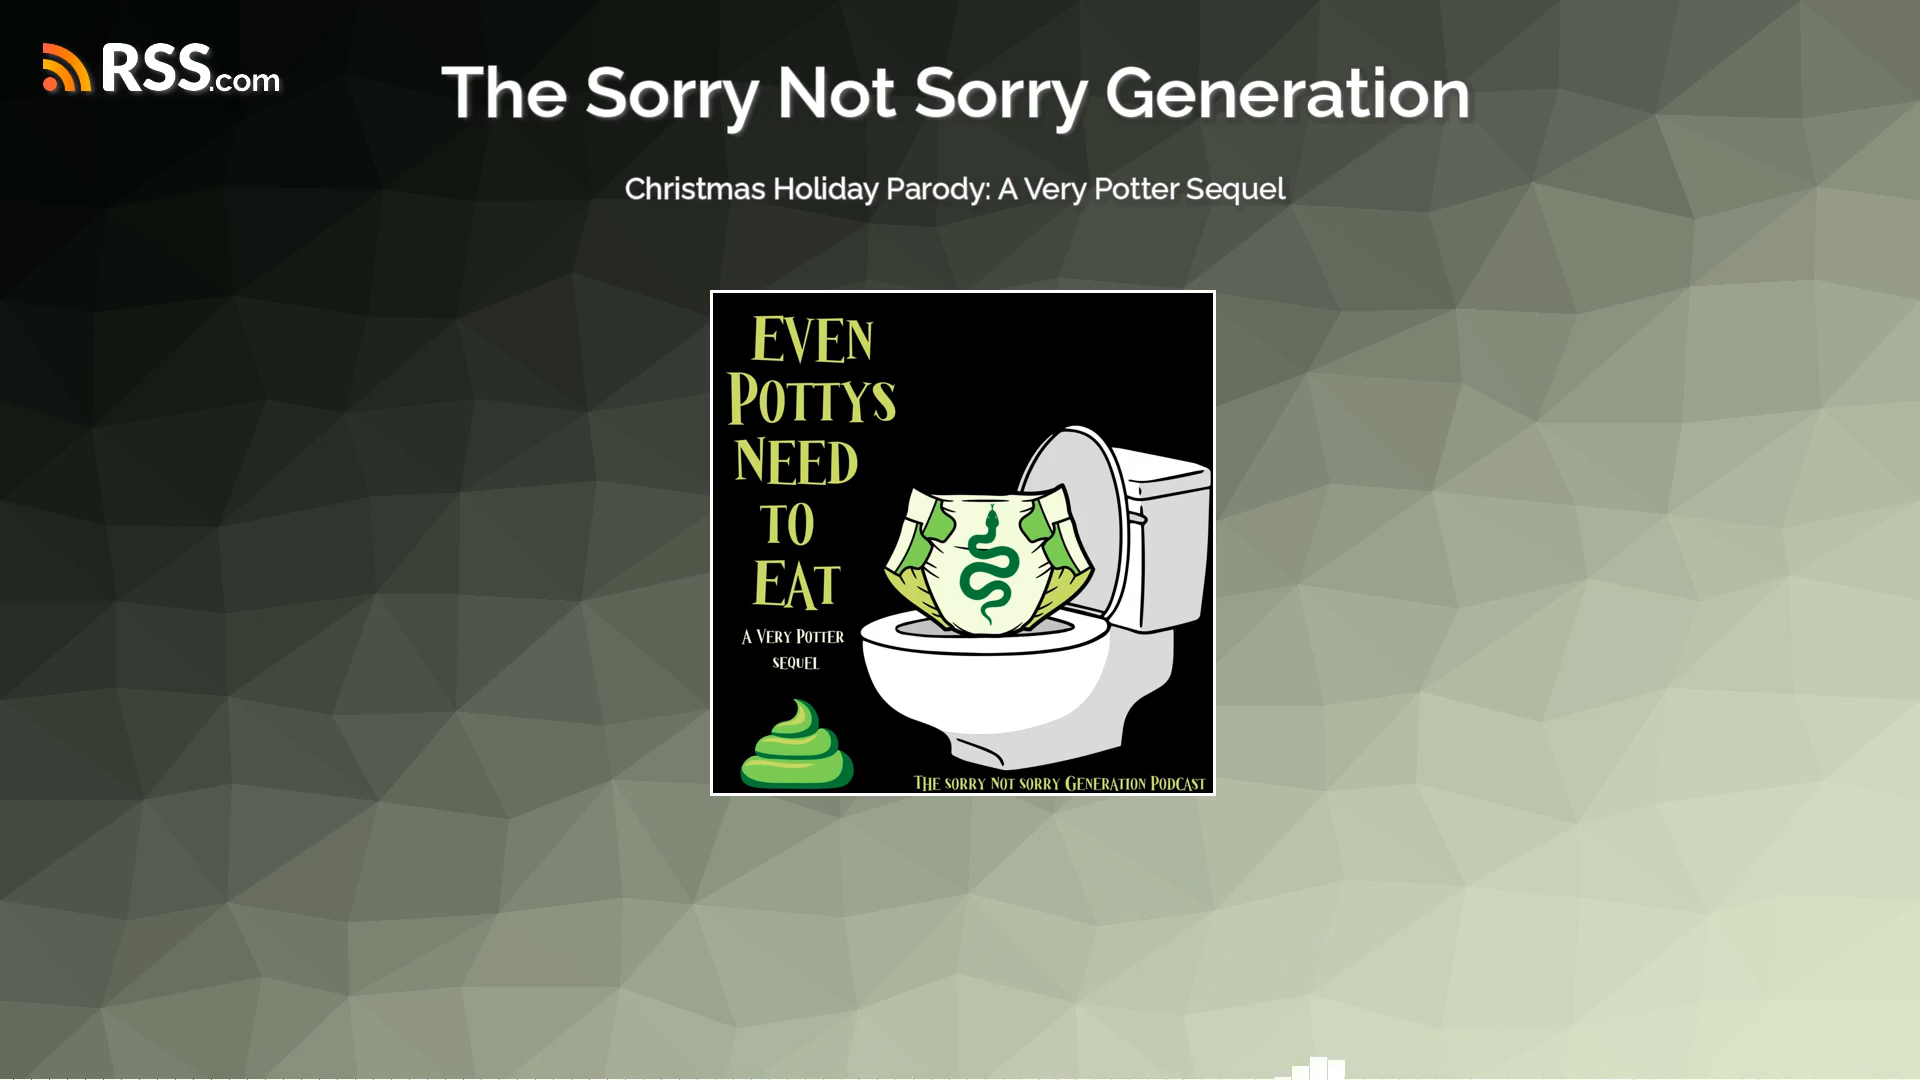 RSS.com
The Sorry Not Sorry Generation
Christmas Holiday Parody: A Very Potter Sequel
EVEN
POTTYS
NEED
TO
EAT
A VERY POTTER
SEQUEL
THE SORRY NOT SORRY GENERATION PODCAST